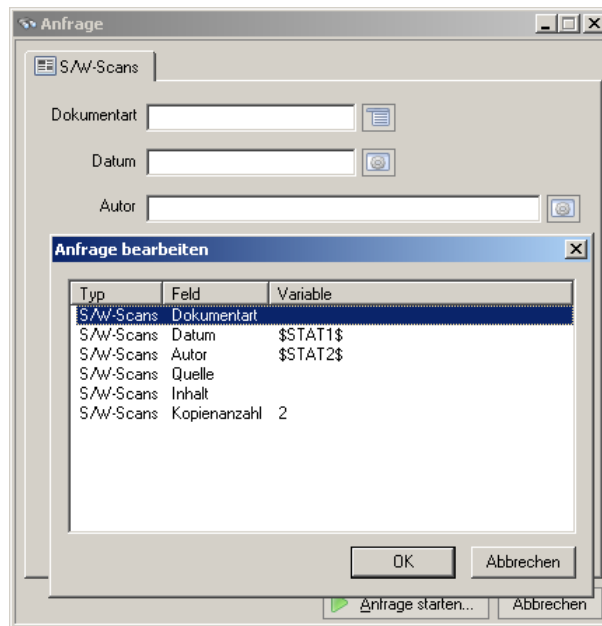 Anfrage
S/W-Scans
Dokumentart
Datum
Autor
Anfrage bearbeiten
Typ Feld Variable
S/W-Scans Dokumentart
S/W-Scans Datum $STAT1$
S/W-Scans Autor $STAT2$
S/W-Scans Quelle
S/W-Scans Inhalt
S/W-Scans Kopienanzahl 2
OK Abbrechen
Anfrage starten... Abbrechen